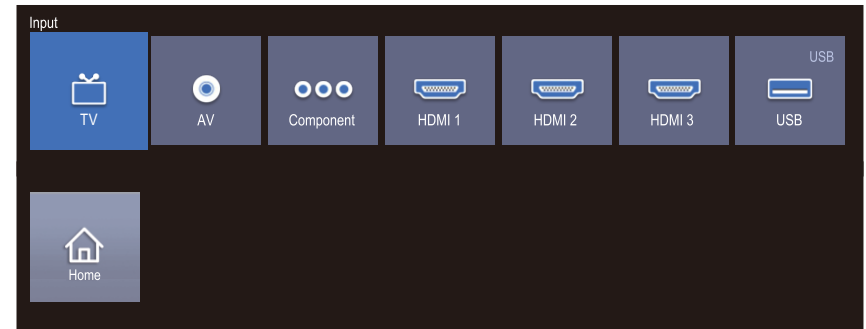 Input
USB
TV
AV
Component
HDMI 1
HDMI 2
HDMI 3
USB
Home